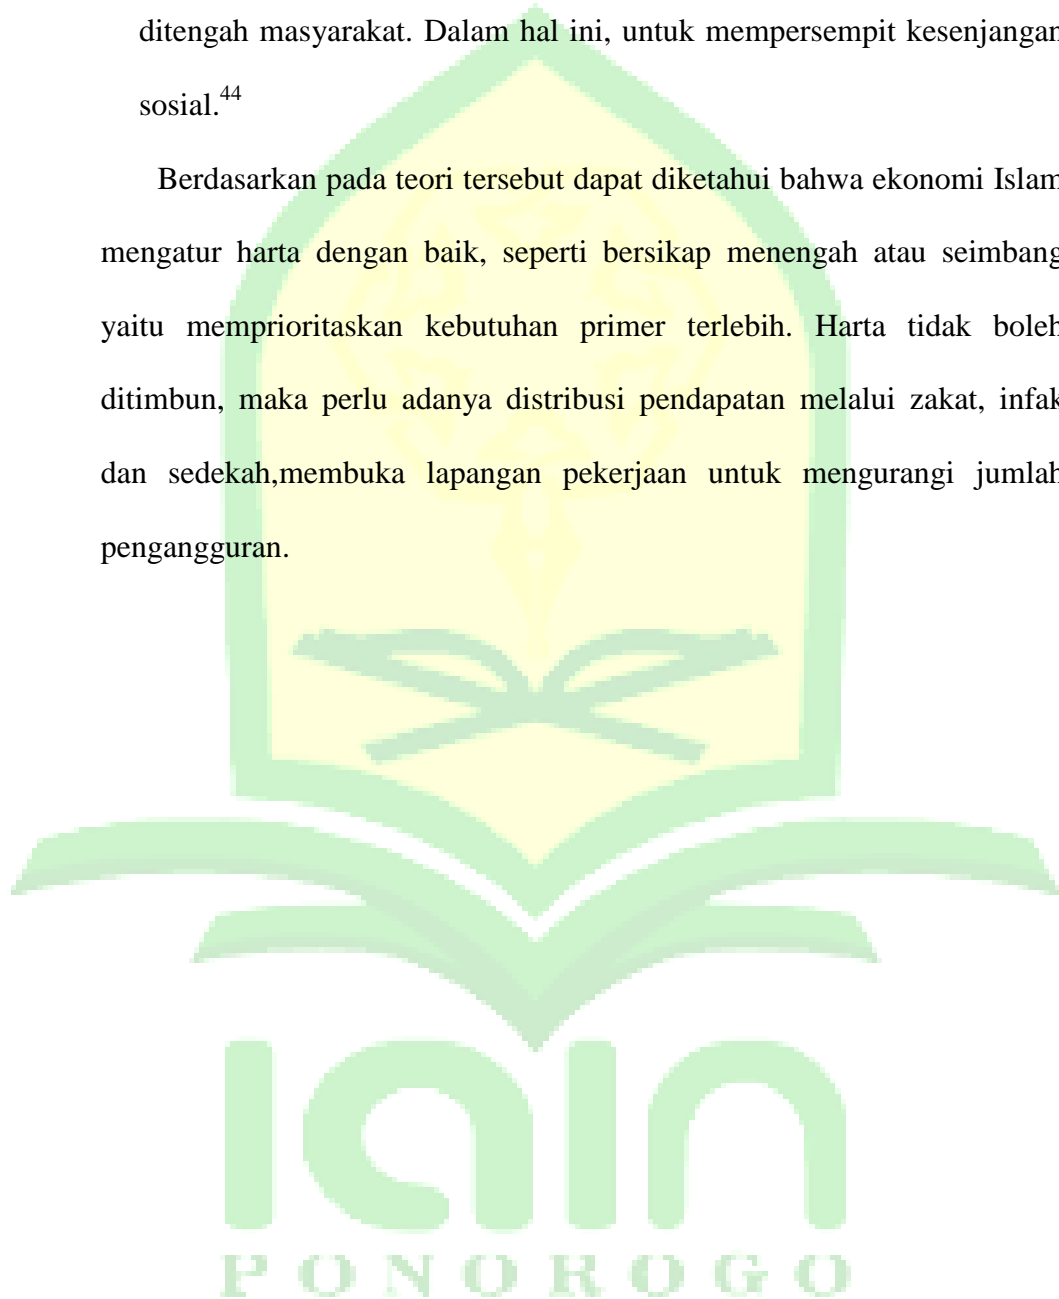 ditengah masyarakat. Dalam hal ini, untuk mempersempit kesenjangan
sosial.44
Berdasarkan pada teori tersebut dapat diketahui bahwa ekonomi Islam
mengatur harta dengan baik, seperti bersikap menengah atau seimbang
yaitu memprioritaskan kebutuhan primer terlebih. Harta tidak boleh
ditimbun, maka perlu adanya distribusi pendapatan melalui zakat, infak
dan sedekah,membuka lapangan pekerjaan untuk mengurangi jumlah
pengangguran.
iain
PONOROGO